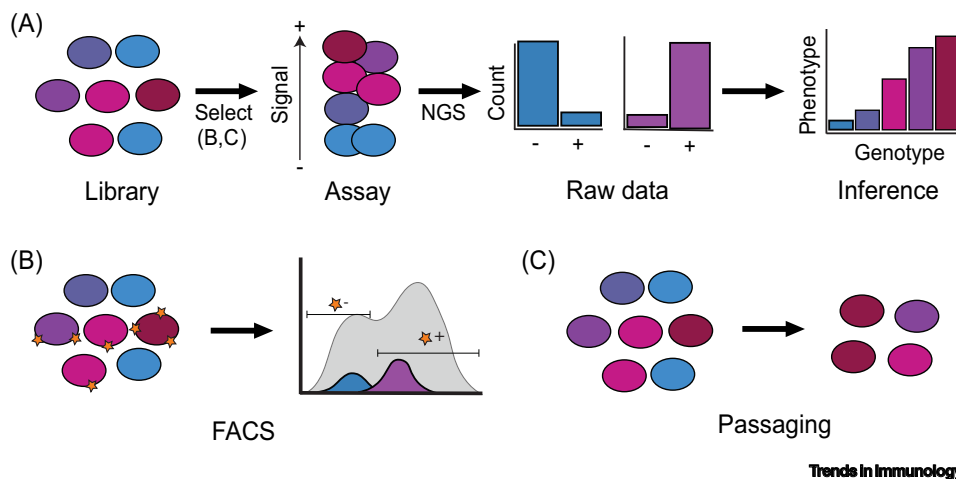 (A)
+
Signal
-
Select
(B,C)
NGS
Count
- +
- +
Phenotype
Genotype
Library
Assay
Raw data
Inference
(B)
-
+
FACS
(C)
Passaging
Trends in Immunology